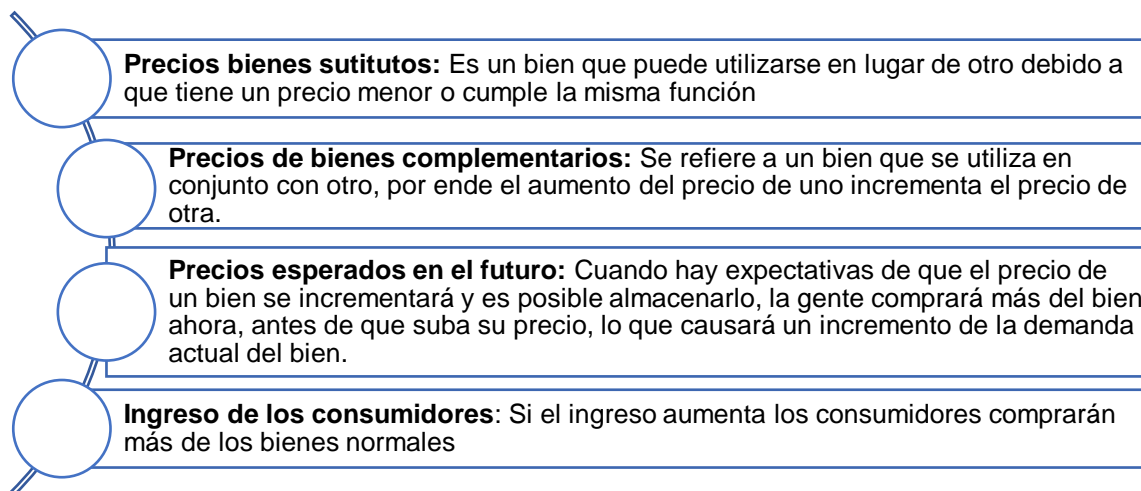 Precios bienes sutitutos: Es un bien que puede utilizarse en lugar de otro debido a
que tiene un precio menor o cumple la misma función
Precios de bienes complementarios: Se refiere a un bien que se utiliza en
conjunto con otro, por ende el aumento del precio de uno incrementa el precio de
otra.
Precios esperados en el futuro: Cuando hay expectativas de que el precio de
un bien se incrementará y es posible almacenarlo, la gente comprará más del bien
ahora, antes de que suba su precio, lo que causará un incremento de la demanda
actual del bien.
Ingreso de los consumidores: Si el ingreso aumenta los consumidores comprarán
más de los bienes normales